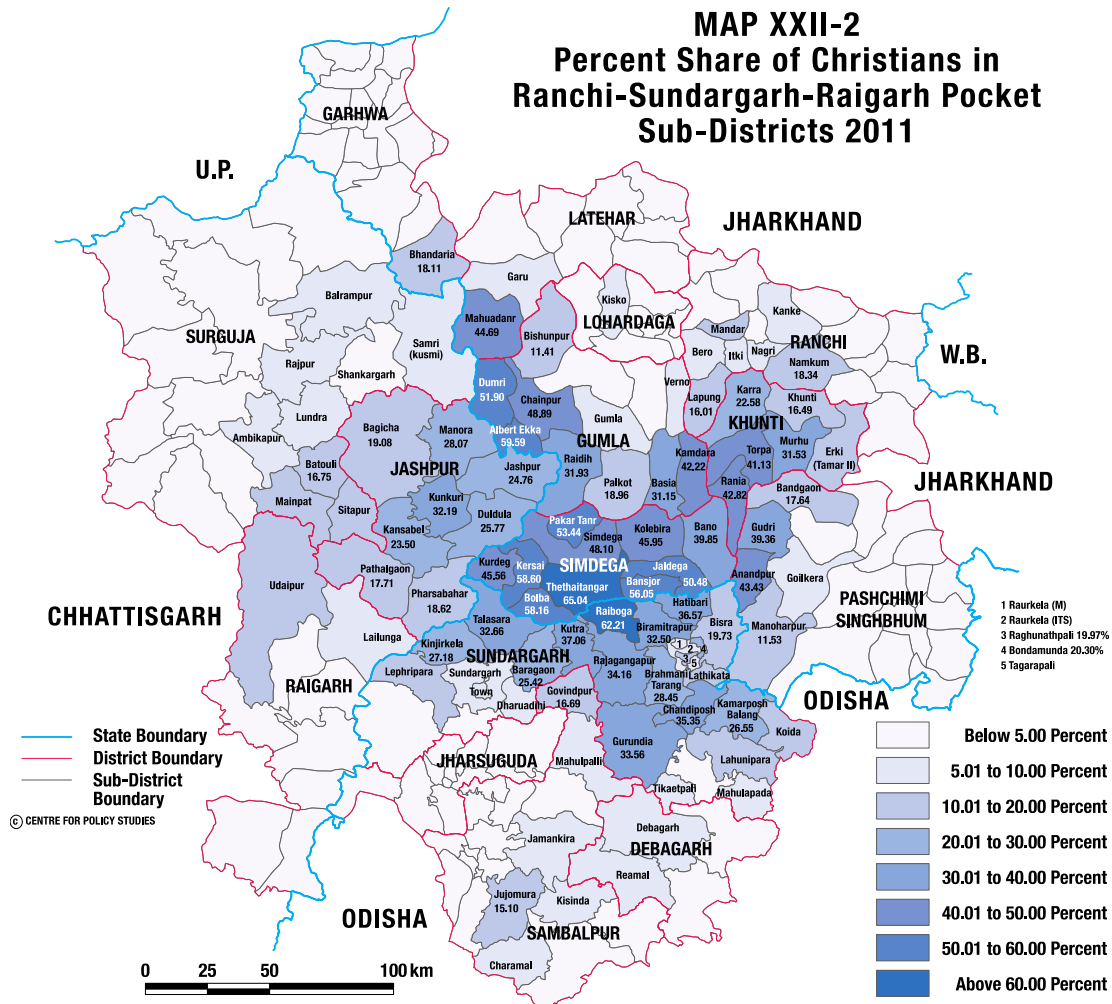 MAP XXII-2
Percent Share of Christians in
Ranchi-Sundargarh-Raigarh Pocket
Sub-Districts 2011
GARHWA
U.P.
LATEHAR
JHARKHAND
Bhandaria
18.11
Garu
Balrampur
Mahuadanr
44.69
Kisko
LOHARDAGA
Kanke
Mandar
RANCHI
SURGUJA
Samri
(kusmi)
Bishunpur
11.41
Bero
Itki
Nagri
W.B.
Rajpur
Shankargarh
Namkum
18.34
Dumri
51.90
Verno
Chainpur
48.89
Lapung
16.01
Karra
22.58
Khunti
16.49
Lundra
Gumla
KHUNTI
Ambikapur
Bagicha
19.08
Manora
28.07
Albert Ekka
59.59
GUMLA
Murhu
31.53
Erki
(Tamar II)
Batouli
16.75
JASHPUR
Jashpur
24.76
Raidih
31.93
Kamdara
42.22
Torpa
41.13
JHARKHAND
Mainpat
Sitapur
Kunkuri
32.19
Palkot
18.96
Basia
31.15
Rania
42.82
Bandgaon
17.64
Kansabel
23.50
Duldula
25.77
Pakar Tanr
53.44
Simdega
48.10
Kolebira
45.95
Bano
39.85
Gudri
39.36
Udaipur
Pathalgaon
17.71
Kurdeg
45.56
Kersai
58.60
SIMDEGA
Jaldega
50.48
Bansjor
56.05
Anandpur
43.43
Goilkera
Pharsabahar
18.62
Bolba
58.16
Thethaitangar
65.04
PASHCHIMI
SINGHBHUM
CHHATTISGARH
Raiboga
62.21
Hatibari
36.57
1 Raurkela (M)
2 Raurkela (ITS)
3 Raghunathpali 19.97%
4 Bondamunda 20.30%
5 Tagarapali
Talasara
32.66
Kutra
37.06
Biramitrapur
32.50
Bisra
19.73
Manoharpur
11.53
Lailunga
Kinjirkela
27.18
SUNDARGARH
1
2
3
4
5
Lephripara
Sundargarh
Town
Baragaon
25.42
Rajagangapur
34.16
Lathikata
Brahmani
Tarang
28.45
RAIGARH
Dharuadihi
Govindpur
16.69
Chandiposh
35.35
Kamarposh
Balang
26.55
ODISHA
Koida
Gurundia
33.56
Lahunipara
JHARSUGUDA
Mahulpalli
Tikaetpali
Mahulapada
State Boundary
District Boundary
Sub-District
Boundary
© CENTRE FOR POLICY STUDIES
Jamankira
Debagarh
DEBAGARH
Reamal
Jujomura
15.10
Kisinda
ODISHA
SAMBALPUR
Charamal
Below 5.00 Percent
5.01 to 10.00 Percent
10.01 to 20.00 Percent
20.01 to 30.00 Percent
30.01 to 40.00 Percent
40.01 to 50.00 Percent
50.01 to 60.00 Percent
Above 60.00 Percent
0 25 50 100 km